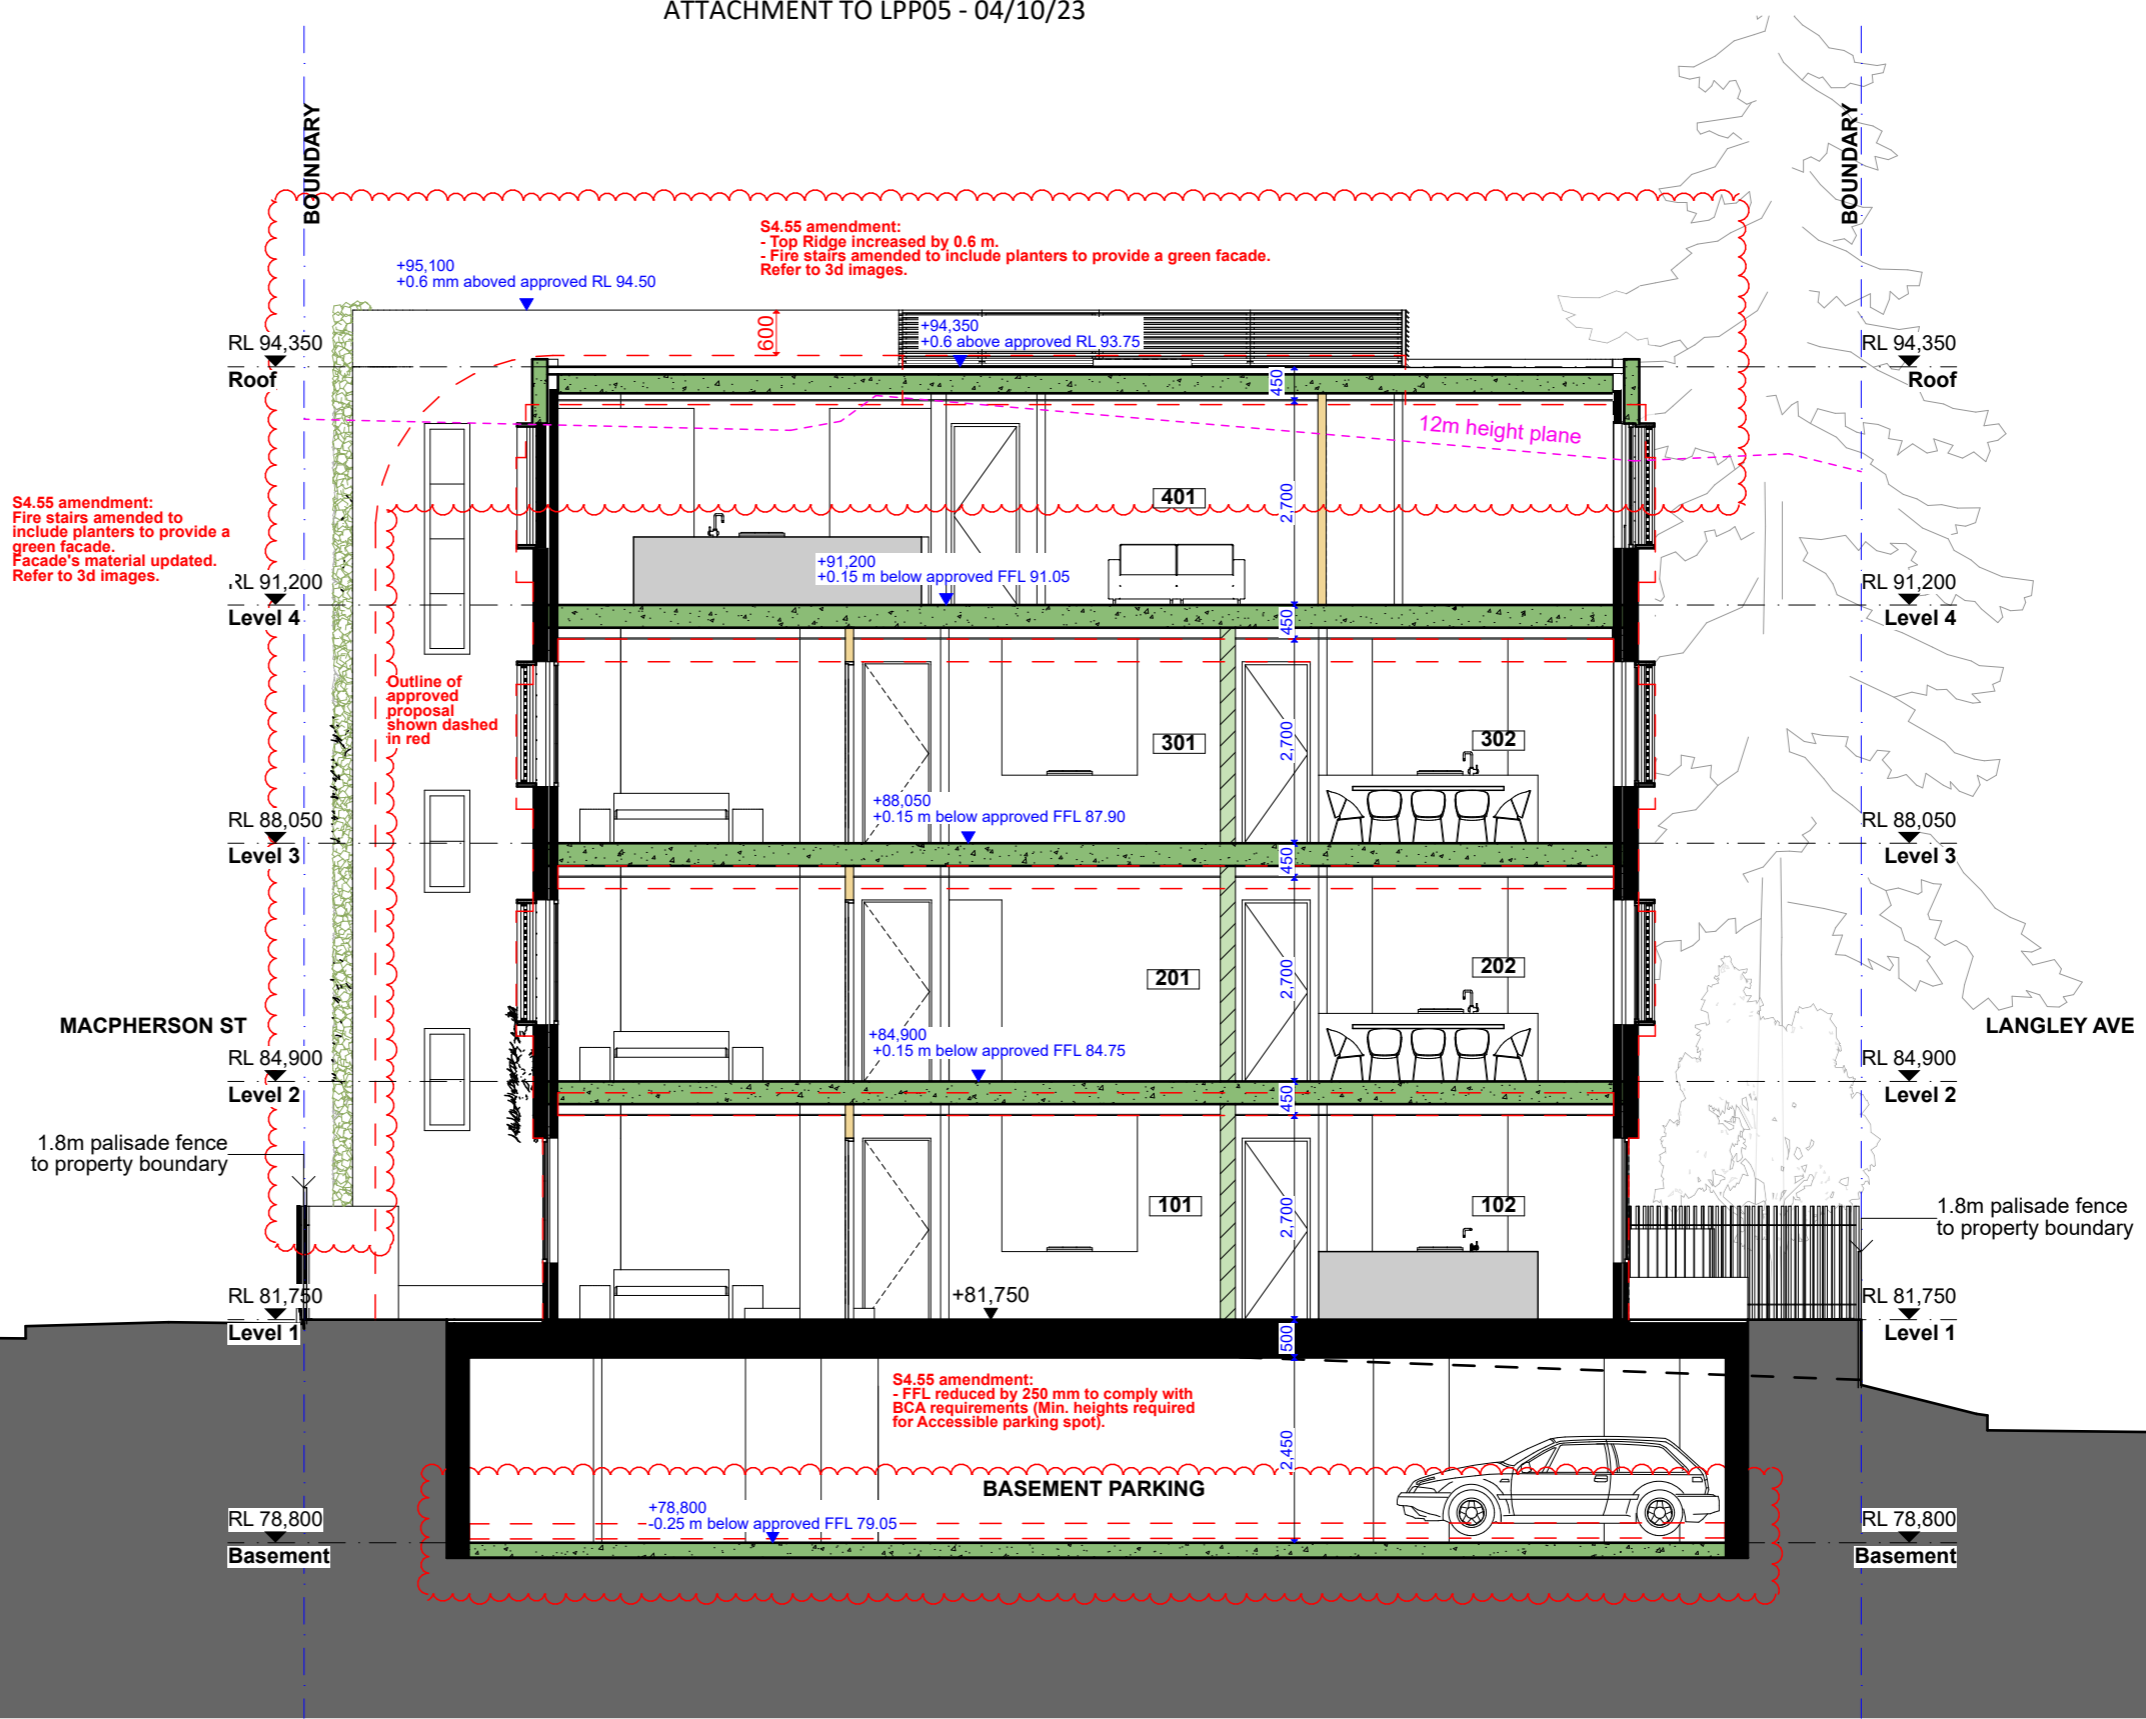 ATTACHMENT TO LPP05 - 04/10/23
BOUNDARY
BOUNDARY
S4.55 amendment:
- Top Ridge increased by 0.6 m.
- Fire stairs amended to include planters to provide a green facade.
Refer to 3d images.
+95,100
+0.6 mm aboved approved RL 94.50
600
+94,350
+0.6 above approved RL 93.75
RL 94,350
Roof
RL 94,350
Roof
450
12m height plane
S4.55 amendment:
Fire stairs amended to
include planters to provide a
green facade.
Facade's material updated.
Refer to 3d images.
401
2,700
+91,200
+0.15 m below approved FFL 91.05
RL 91,200
Level 4
RL 91,200
Level 4
450
Outline of
approved
proposal
shown dashed
in red
301
2,700
302
+88,050
+0.15 m below approved FFL 87.90
RL 88,050
Level 3
RL 88,050
Level 3
450
201
2,700
202
MACPHERSON ST
LANGLEY AVE
+84,900
+0.15 m below approved FFL 84.75
RL 84,900
Level 2
RL 84,900
Level 2
450
1.8m palisade fence
to property boundary
101
2,700
102
1.8m palisade fence
to property boundary
+81,750
RL 81,750
Level 1
RL 81,750
Level 1
500
S4.55 amendment:
- FFL reduced by 250 mm to comply with
BCA requirements (Min. heights required
for Accessible parking spot).
2,450
BASEMENT PARKING
+78,800
-0.25 m below approved FFL 79.05
RL 78,800
Basement
RL 78,800
Basement